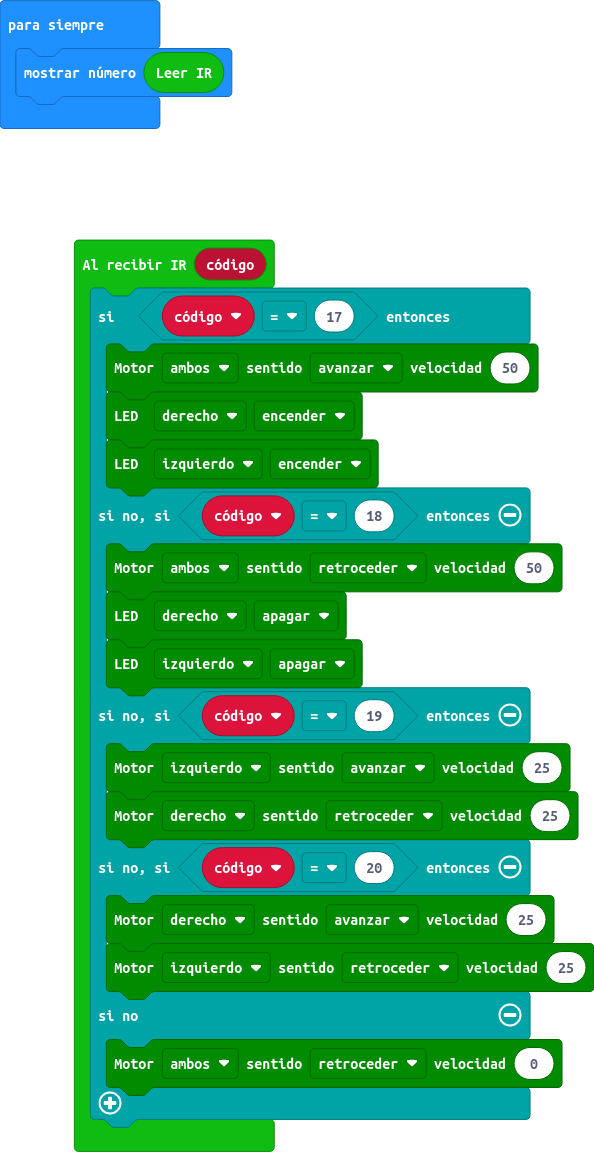 para siempre
mostrar número Leer IR
Al recibir IR código
si código = 17 entonces
Motor ambos sentido avanzar velocidad 50
LED derecho encender
LED izquierdo encender
si no, si código = 18 entonces
Motor ambos sentido retroceder velocidad 50
LED derecho apagar
LED izquierdo apagar
si no, si código = 19 entonces
Motor izquierdo sentido avanzar velocidad 25
Motor derecho sentido retroceder velocidad 25
si no, si código = 20 entonces
Motor derecho sentido avanzar velocidad 25
Motor izquierdo sentido retroceder velocidad 25
si no
Motor ambos sentido retroceder velocidad 0